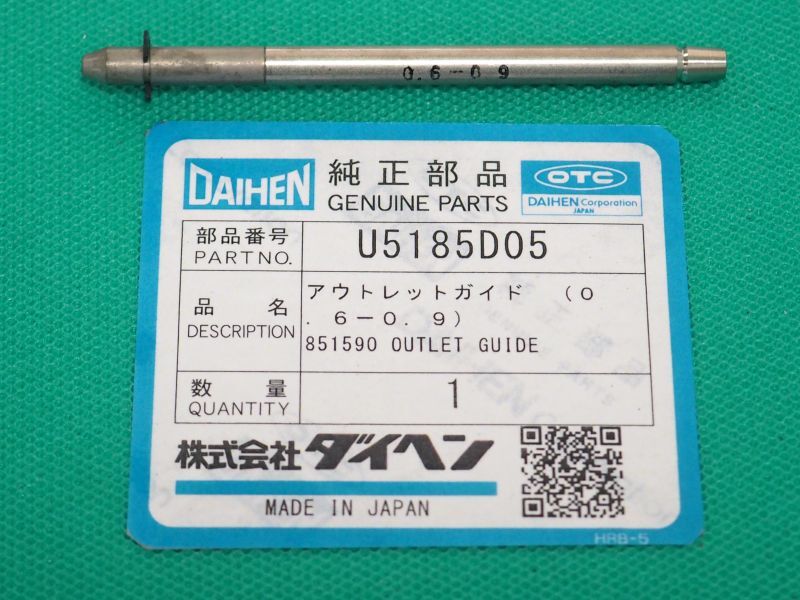 0.6-0.9
DAIHEN
純正部品
GENUINE PARTS
OTC
DAIHEN Corporation
JAPAN
部品番号
PART NO.
U5185D05
品名
DESCRIPTION
アウトレットガイド (0
.6-0.9)
851590 OUTLET GUIDE
数量
QUANTITY
1
株式会社ダイヘン
MADE IN JAPAN
HRB-5